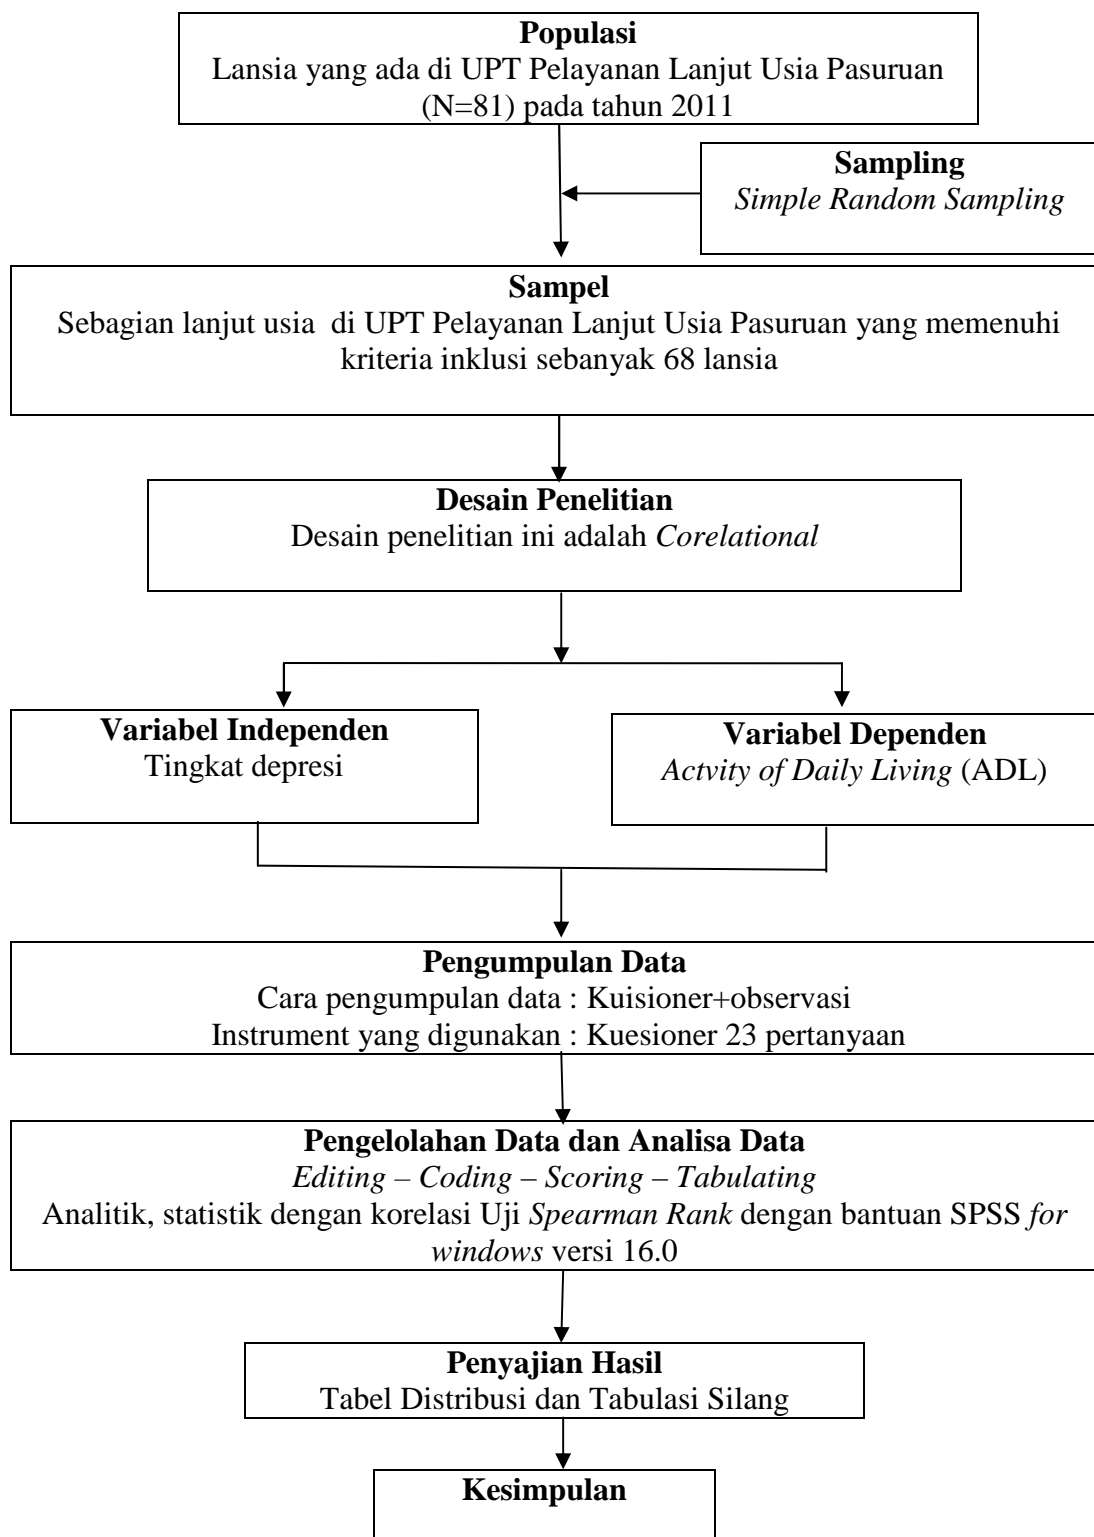 Populasi
Lansia yang ada di UPT Pelayanan Lanjut Usia Pasuruan
(N=81) pada tahun 2011
Sampling
Simple Random Sampling
Sampel
Sebagian lanjut usia di UPT Pelayanan Lanjut Usia Pasuruan yang memenuhi
kriteria inklusi sebanyak 68 lansia
Desain Penelitian
Desain penelitian ini adalah Corelational
Variabel Independen
Tingkat depresi
Variabel Dependen
Actvity of Daily Living (ADL)
Pengumpulan Data
Cara pengumpulan data : Kuisioner+observasi
Instrument yang digunakan : Kuesioner 23 pertanyaan
Pengelolahan Data dan Analisa Data
Editing – Coding – Scoring – Tabulating
Analitik, statistik dengan korelasi Uji Spearman Rank dengan bantuan SPSS for
windows versi 16.0
Penyajian Hasil
Tabel Distribusi dan Tabulasi Silang
Kesimpulan